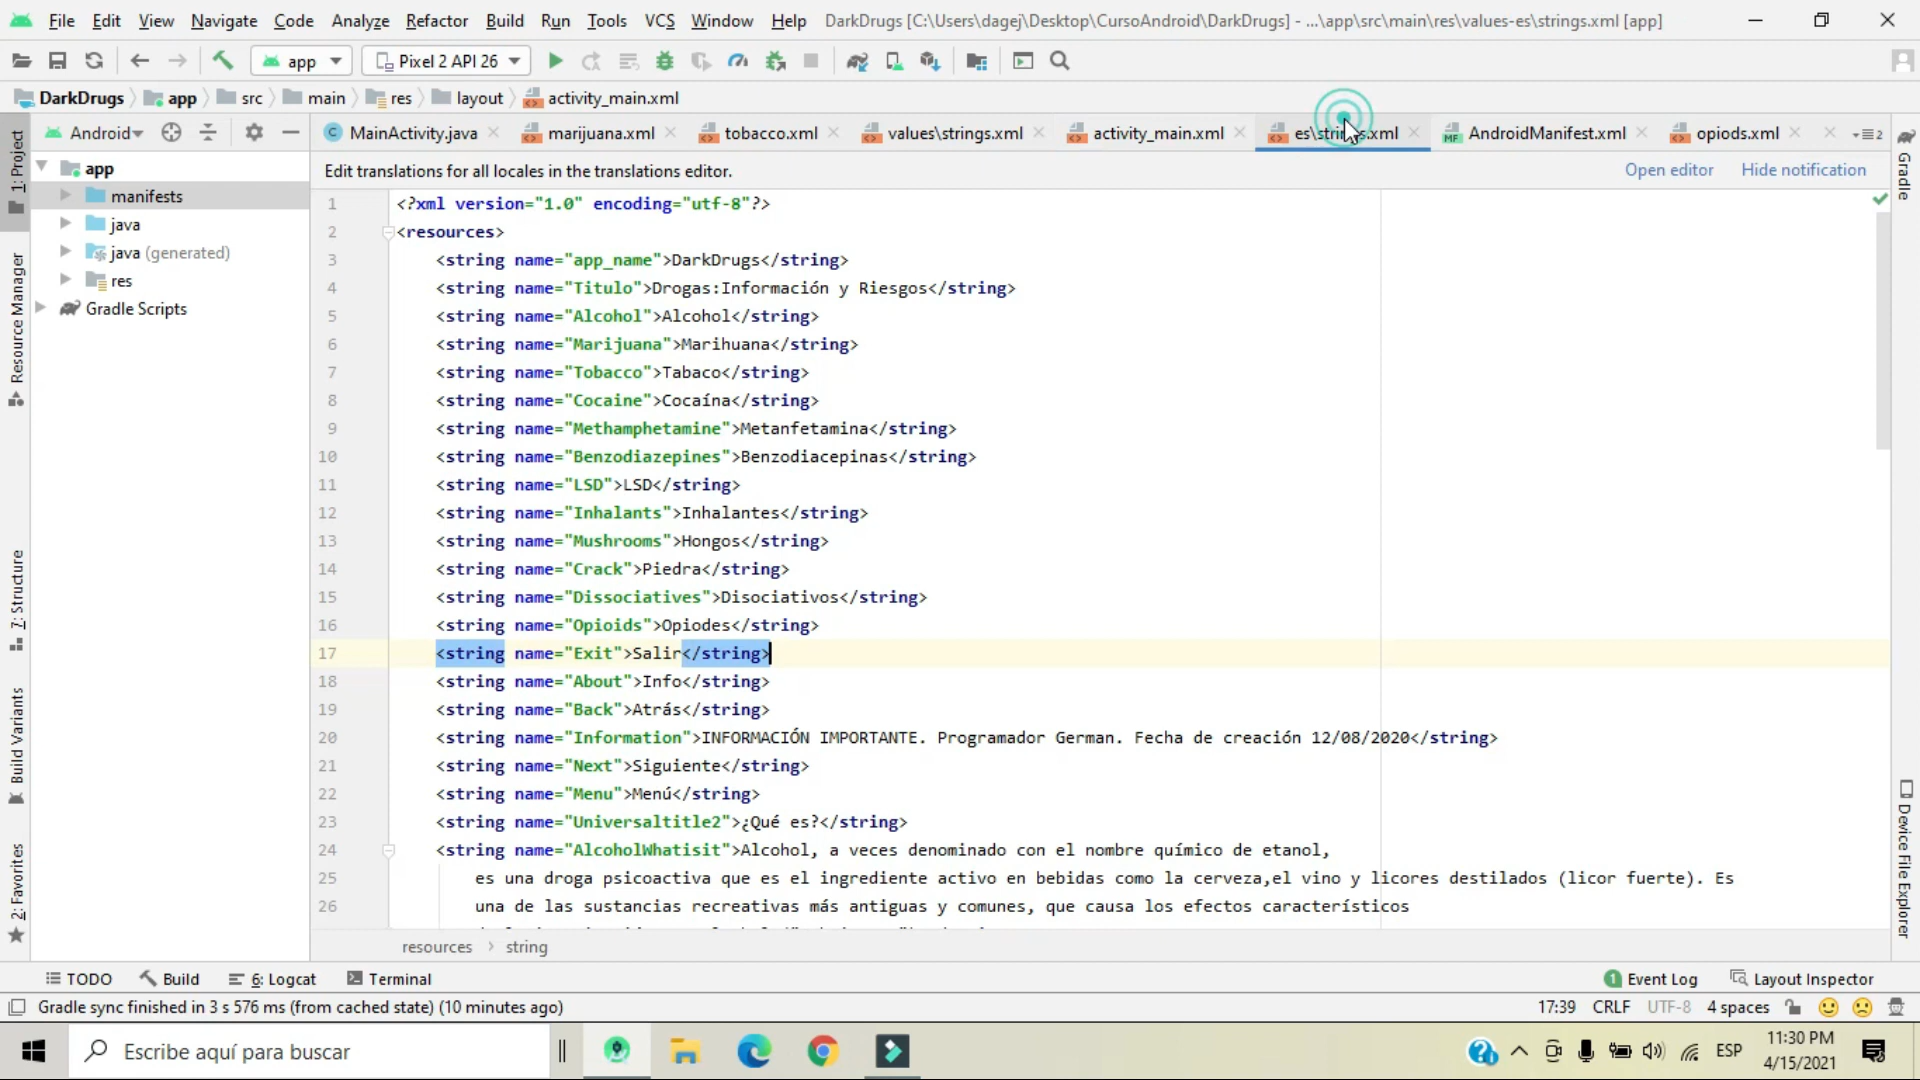 File Edit View Navigate Code Analyze Refactor Build Run Tools VCS Window Help DarkDrugs [C:\Users\dagej\Desktop\CursoAndroid\DarkDrugs] - ...\app\src\main\res\values-es\strings.xml [app]
app Pixel 2 API 26
DarkDrugs app src main res layout activity_main.xml
Android MainActivity.java marijuana.xml tobacco.xml values\strings.xml activity_main.xml es\strings.xml AndroidManifest.xml opiods.xml 2
1: Project
Resource Manager
7: Structure
Build Variants
2: Favorites
app
manifests
java
java (generated)
res
Gradle Scripts
Edit translations for all locales in the translations editor. Open editor Hide notification
1 <?xml version="1.0" encoding="utf-8"?>
2 <resources>
3 <string name="app_name">DarkDrugs</string>
4 <string name="Titulo">Drogas:Información y Riesgos</string>
5 <string name="Alcohol">Alcohol</string>
6 <string name="Marijuana">Marihuana</string>
7 <string name="Tobacco">Tabaco</string>
8 <string name="Cocaine">Cocaína</string>
9 <string name="Methamphetamine">Metanfetamina</string>
10 <string name="Benzodiazepines">Benzodiacepinas</string>
11 <string name="LSD">LSD</string>
12 <string name="Inhalants">Inhalantes</string>
13 <string name="Mushrooms">Hongos</string>
14 <string name="Crack">Piedra</string>
15 <string name="Dissociatives">Disociativos</string>
16 <string name="Opioids">Opiodes</string>
17 <string name="Exit">Salir</string>
18 <string name="About">Info</string>
19 <string name="Back">Atrás</string>
20 <string name="Information">INFORMACIÓN IMPORTANTE. Programador German. Fecha de creación 12/08/2020</string>
21 <string name="Next">Siguiente</string>
22 <string name="Menu">Menú</string>
23 <string name="Universaltitle2">¿Qué es?</string>
24 <string name="AlcoholWhatisit">Alcohol, a veces denominado con el nombre químico de etanol,
25 es una droga psicoactiva que es el ingrediente activo en bebidas como la cerveza,el vino y licores destilados (licor fuerte). Es
26 una de las sustancias recreativas más antiguas y comunes, que causa los efectos característicos
resources string
Gradle
Device File Explorer
TODO Build 6: Logcat Terminal 1 Event Log Layout Inspector
Gradle sync finished in 3 s 576 ms (from cached state) (10 minutes ago) 17:39 CRLF UTF-8 4 spaces
Escribe aquí para buscar ESP 11:30 PM
4/15/2021